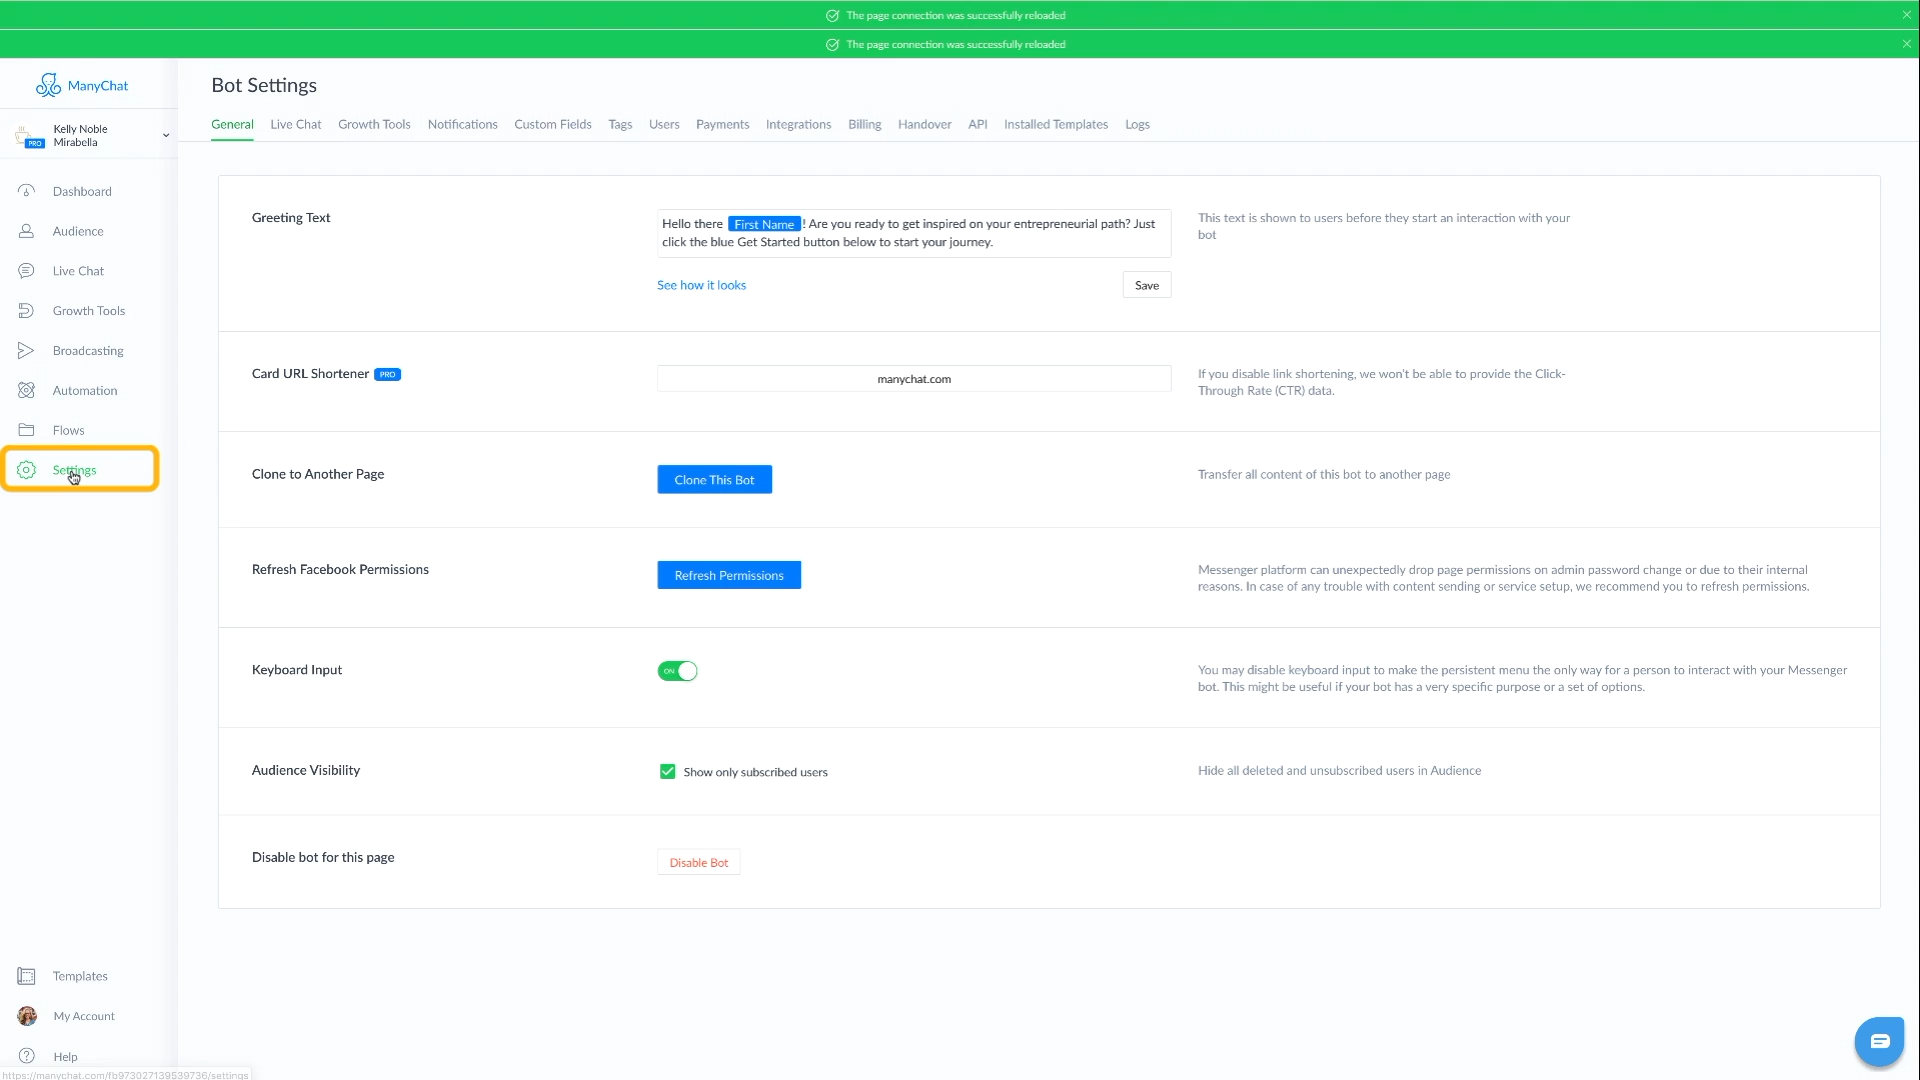 The page connection was successfully reloaded
The page connection was successfully reloaded
ManyChat
Kelly Noble
Mirabella
PRO
Dashboard
Audience
Live Chat
Growth Tools
Broadcasting
Automation
Flows
Settings
Templates
My Account
Help
https://manychat.com/fb973027139539736/settings
Bot Settings
General Live Chat Growth Tools Notifications Custom Fields Tags Users Payments Integrations Billing Handover API Installed Templates Logs
Greeting Text
Hello there First Name ! Are you ready to get inspired on your entrepreneurial path? Just
click the blue Get Started button below to start your journey.
See how it looks
Save
This text is shown to users before they start an interaction with your
bot
Card URL Shortener PRO
manychat.com
If you disable link shortening, we won't be able to provide the Click-
Through Rate (CTR) data.
Clone to Another Page
Clone This Bot
Transfer all content of this bot to another page
Refresh Facebook Permissions
Refresh Permissions
Messenger platform can unexpectedly drop page permissions on admin password change or due to their internal
reasons. In case of any trouble with content sending or service setup, we recommend you to refresh permissions.
Keyboard Input
ON
You may disable keyboard input to make the persistent menu the only way for a person to interact with your Messenger
bot. This might be useful if your bot has a very specific purpose or a set of options.
Audience Visibility
Show only subscribed users
Hide all deleted and unsubscribed users in Audience
Disable bot for this page
Disable Bot